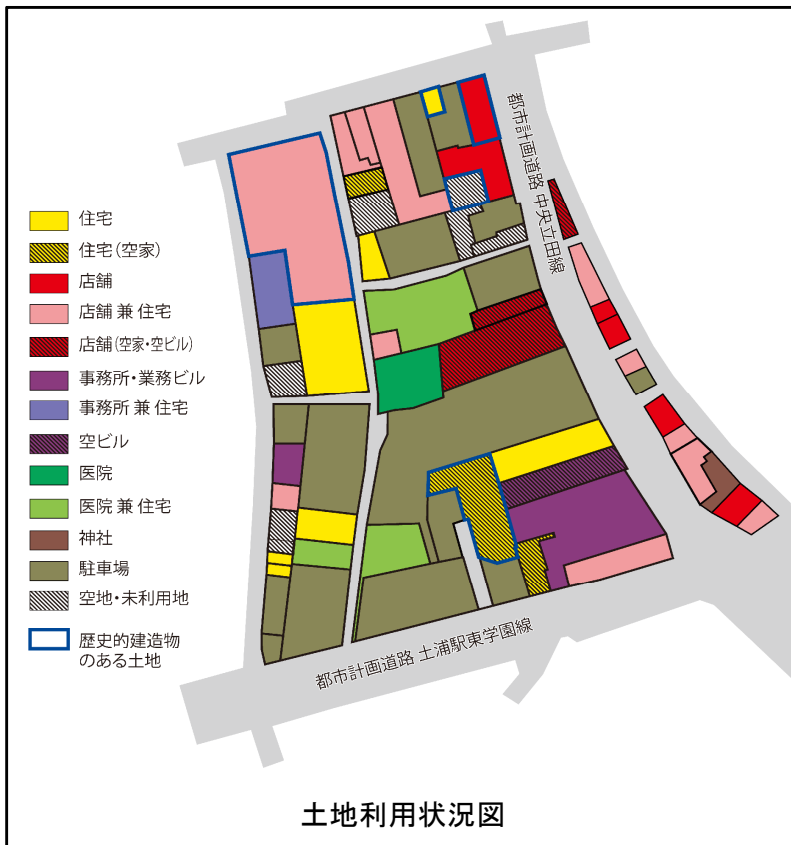 都市計画道路 中央立田線
住宅
住宅(空家)
店舗
店舗 兼 住宅
店舗(空家・空ビル)
事務所・業務ビル
事務所 兼 住宅
空ビル
医院
医院 兼 住宅
神社
駐車場
空地・未利用地
歴史的建造物
のある土地
都市計画道路 土浦駅東学園線
土地利用状況図